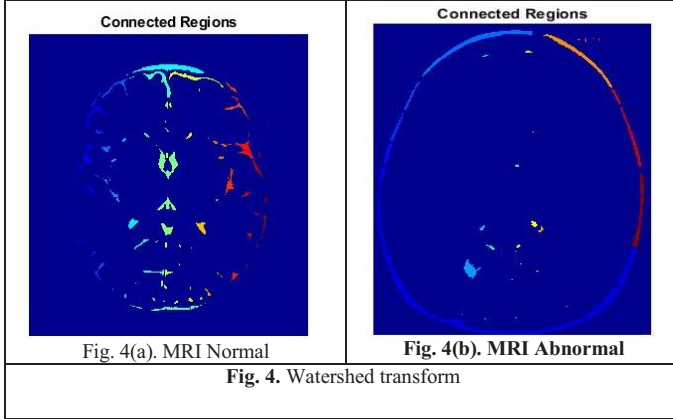 Connected Regions
Fig. 4(a). MRI Normal
Connected Regions
Fig. 4(b). MRI Abnormal
Fig. 4. Watershed transform